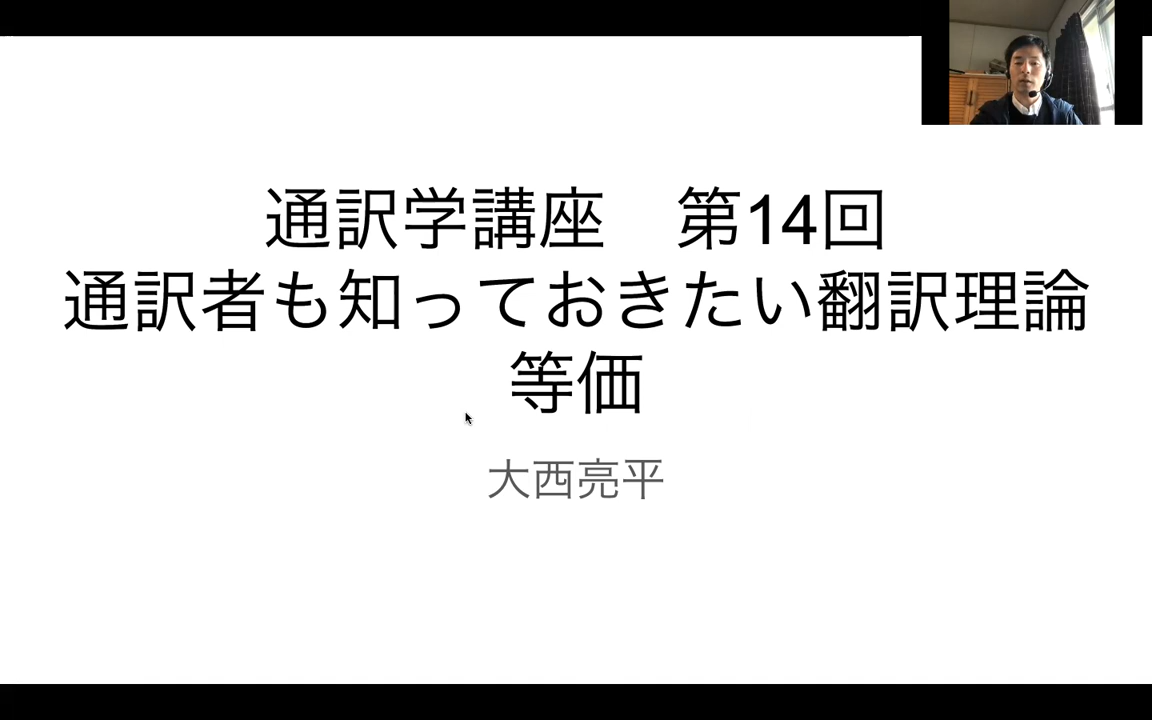 通訳学講座　第14回
通訳者も知っておきたい翻訳理論
等価
大西亮平